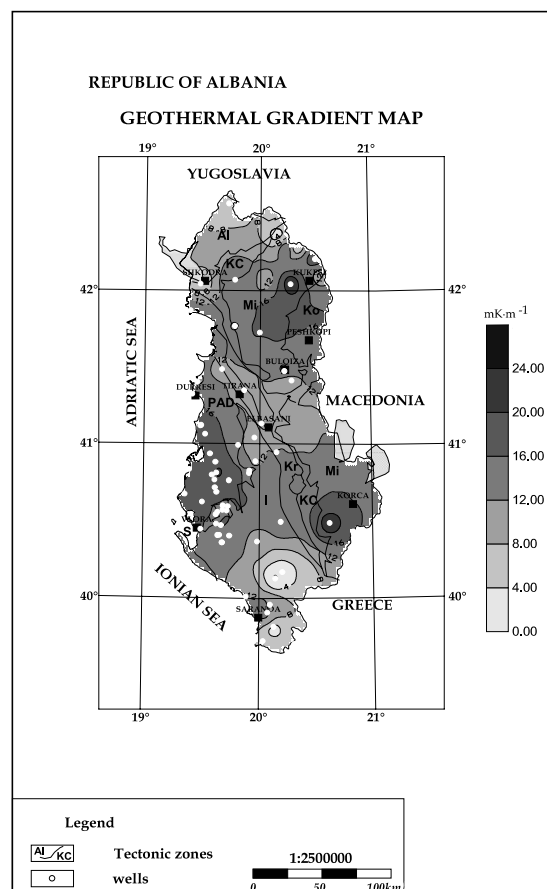 REPUBLIC OF ALBANIA
GEOTHERMAL GRADIENT MAP
19° 20° 21°
YUGOSLAVIA
Al
KC
SHKODRA
KUKESI
42° 42°
Mi
Ko
PESHKOPI
mK·m -1
24.00
20.00
16.00
12.00
8.00
4.00
0.00
ADRIATIC SEA
BULQIZA
DURRESI
TIRANA
PAD
MACEDONIA
ELBASANI
41° 41°
Kr
Mi
I
KC
KORCA
VLORA
S
IONIAN SEA
40° 40°
SARANDA
GREECE
19° 20° 21°
Legend
Al KC
Tectonic zones
wells
1:2500000
0 50 100km